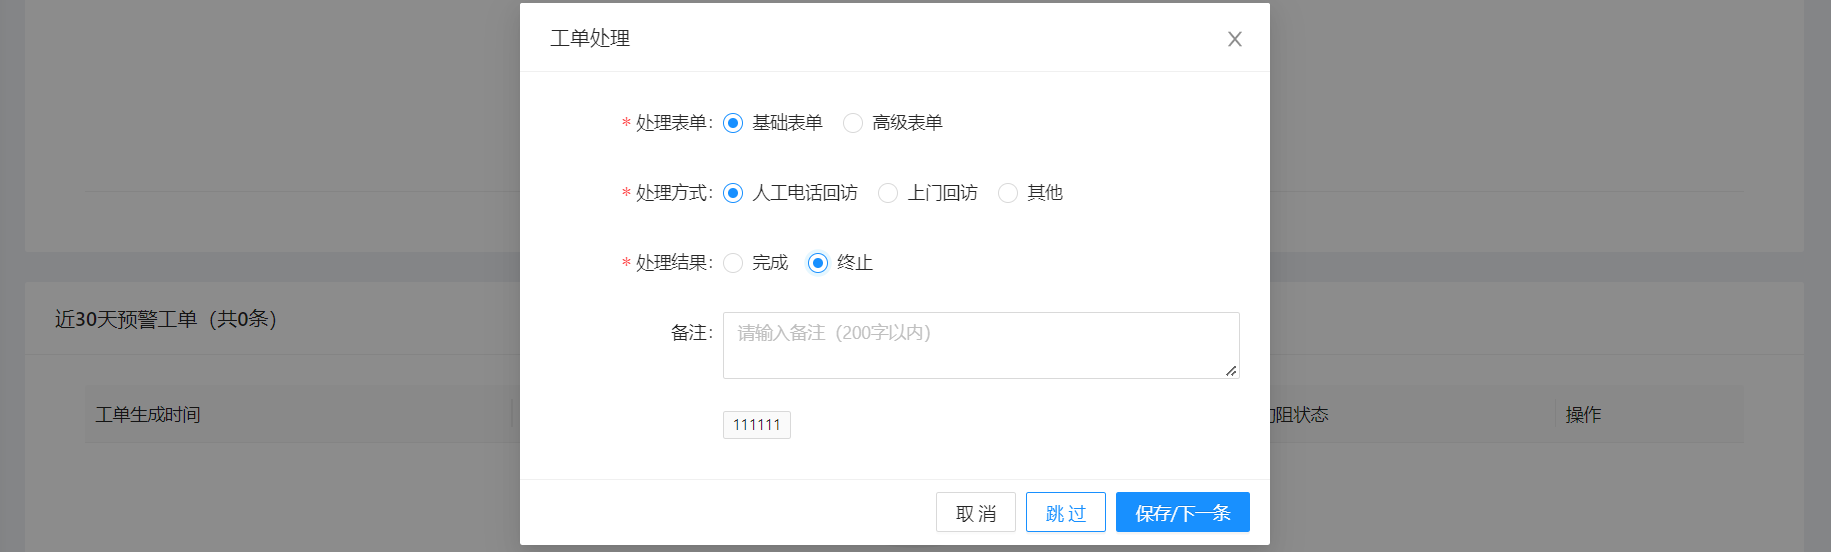 工单处理
* 处理表单: 基础表单 高级表单
* 处理方式: 人工电话回访 上门回访 其他
* 处理结果: 完成 终止
备注: 请输入备注（200字以内）
111111
取 消 跳 过 保存/下一条
近30天预警工单（共0条）
工单生成时间 阻状态 操作